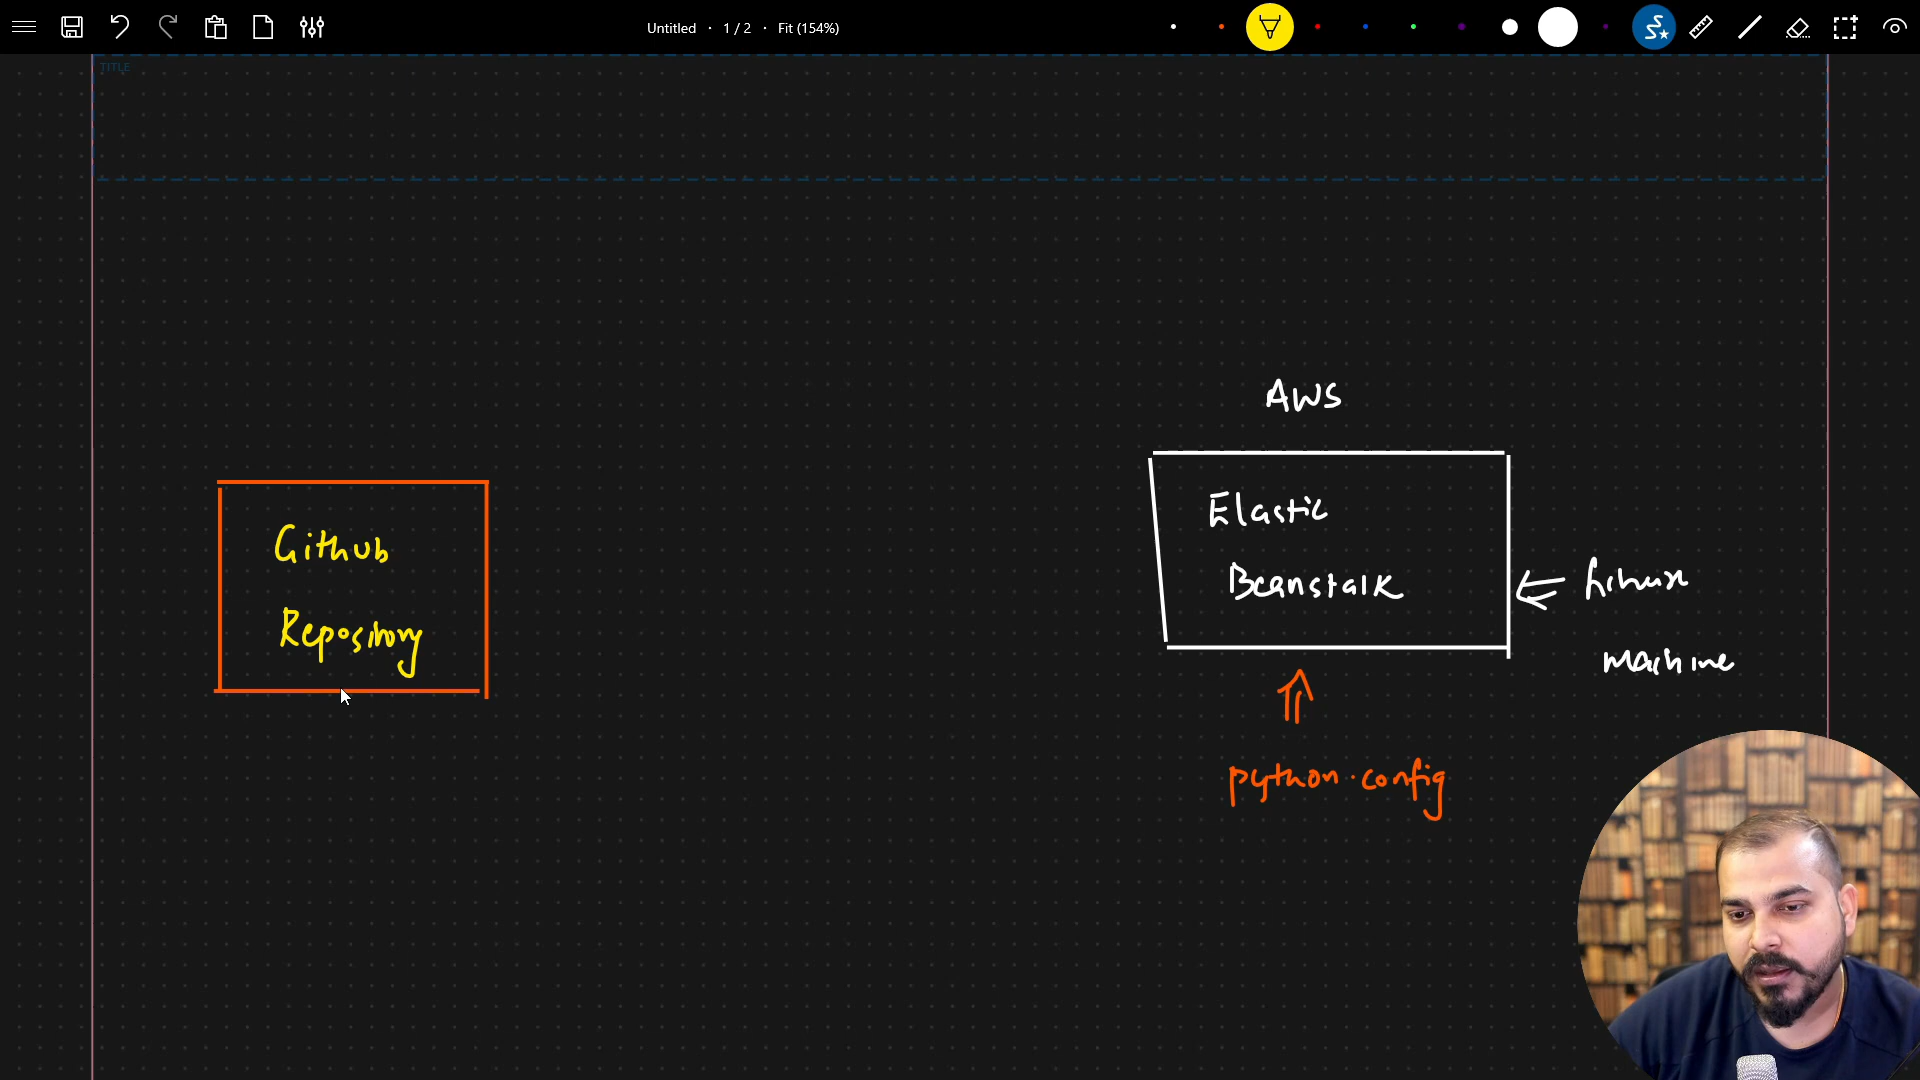 Untitled · 1 / 2 · Fit (154%)
TITLE
AWS
Elastic
Beanstalk
Github
Repository
Linux
machine
python.config